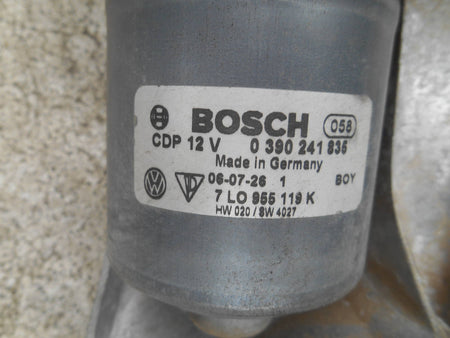 BOSCH 058
CDP 12 V 0 390 241 835
Made in Germany
06-07-26 1 BOY
7 L0 955 119 K
HW 020 / SW 4027